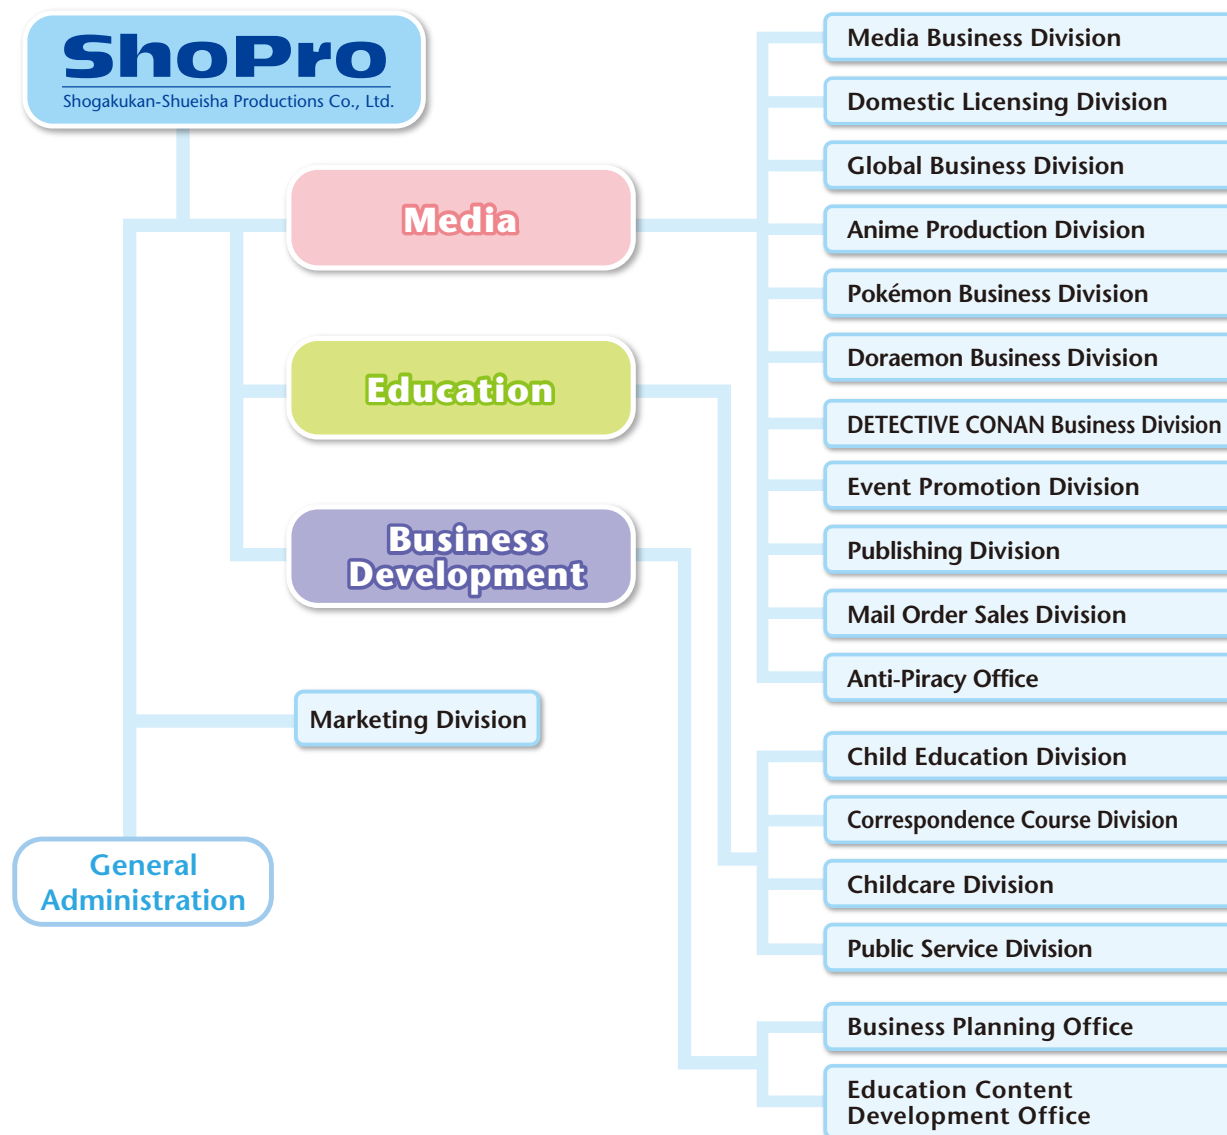 ShoPro
Shogakukan-Shueisha Productions Co., Ltd.
Media
Education
Business
Development
Marketing Division
General
Administration
Media Business Division
Domestic Licensing Division
Global Business Division
Anime Production Division
Pokémon Business Division
Doraemon Business Division
DETECTIVE CONAN Business Division
Event Promotion Division
Publishing Division
Mail Order Sales Division
Anti-Piracy Office
Child Education Division
Correspondence Course Division
Childcare Division
Public Service Division
Business Planning Office
Education Content
Development Office